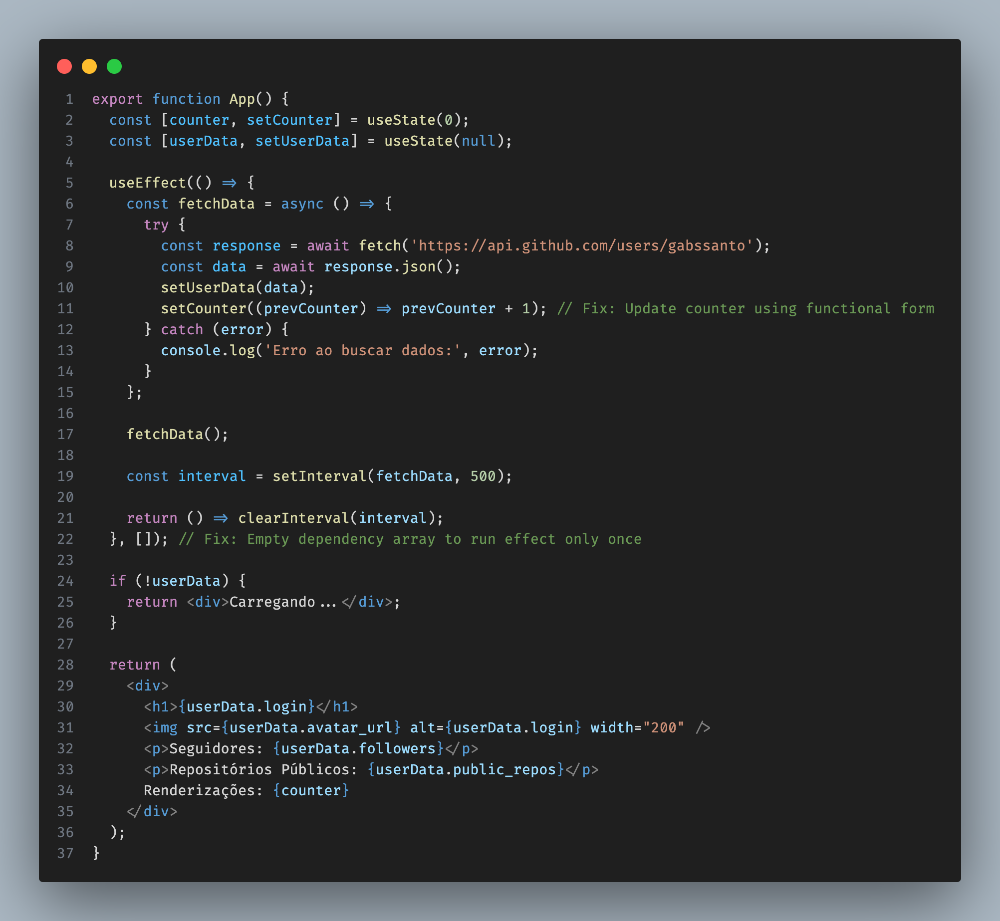 1 export function App() {
2   const [counter, setCounter] = useState(0);
3   const [userData, setUserData] = useState(null);
4
5   useEffect(() => {
6     const fetchData = async () => {
7       try {
8         const response = await fetch('https://api.github.com/users/gabssanto');
9         const data = await response.json();
10         setUserData(data);
11         setCounter((prevCounter) => prevCounter + 1); // Fix: Update counter using functional form
12       } catch (error) {
13         console.log('Erro ao buscar dados:', error);
14       }
15     };
16
17     fetchData();
18
19     const interval = setInterval(fetchData, 500);
20
21     return () => clearInterval(interval);
22   }, []); // Fix: Empty dependency array to run effect only once
23
24   if (!userData) {
25     return <div>Carregando...</div>;
26   }
27
28   return (
29     <div>
30       <h1>{userData.login}</h1>
31       <img src={userData.avatar_url} alt={userData.login} width="200" />
32       <p>Seguidores: {userData.followers}</p>
33       <p>Repositórios Públicos: {userData.public_repos}</p>
34       Renderizações: {counter}
35     </div>
36   );
37 }